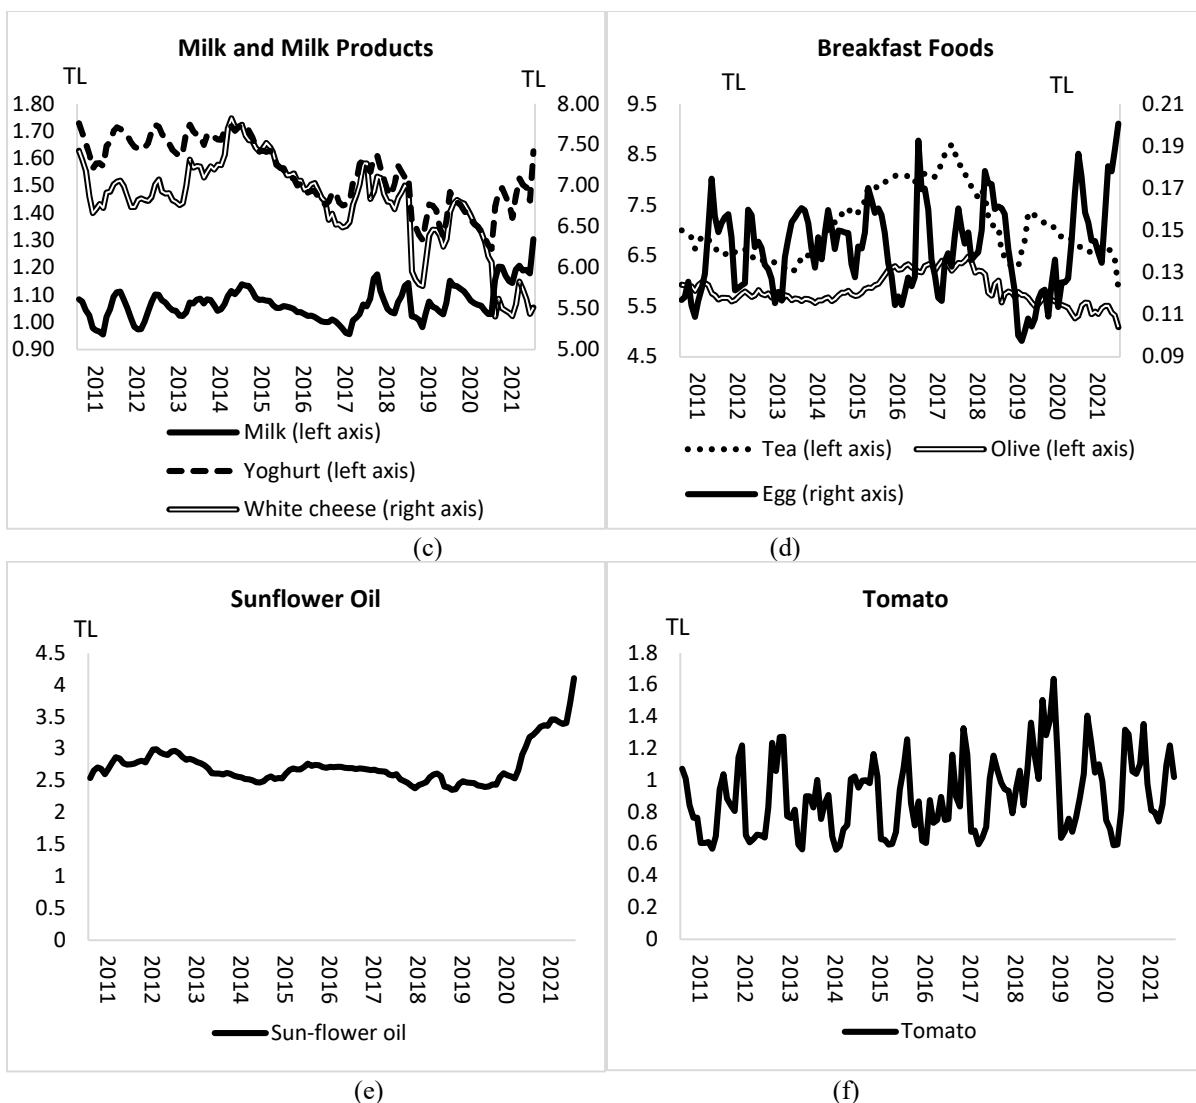 Milk and Milk Products
TL TL
1.80 8.00
1.70
1.60 7.50
1.50 7.00
1.40
1.30 6.50
1.20 6.00
1.10
1.00 5.50
0.90 5.00
2011 2012 2013 2014 2015 2016 2017 2018 2019 2020 2021
Milk (left axis)
Yoghurt (left axis)
White cheese (right axis)
(c)
Breakfast Foods
TL TL
9.5 0.21
8.5 0.19
7.5 0.17
0.15
6.5 0.13
5.5 0.11
4.5 0.09
2011 2012 2013 2014 2015 2016 2017 2018 2019 2020 2021
Tea (left axis) Olive (left axis)
Egg (right axis)
(d)
Sunflower Oil
TL
4.5
4
3.5
3
2.5
2
1.5
1
0.5
0
2011 2012 2013 2014 2015 2016 2017 2018 2019 2020 2021
Sun-flower oil
(e)
Tomato
TL
1.8
1.6
1.4
1.2
1
0.8
0.6
0.4
0.2
0
2011 2012 2013 2014 2015 2016 2017 2018 2019 2020 2021
Tomato
(f)